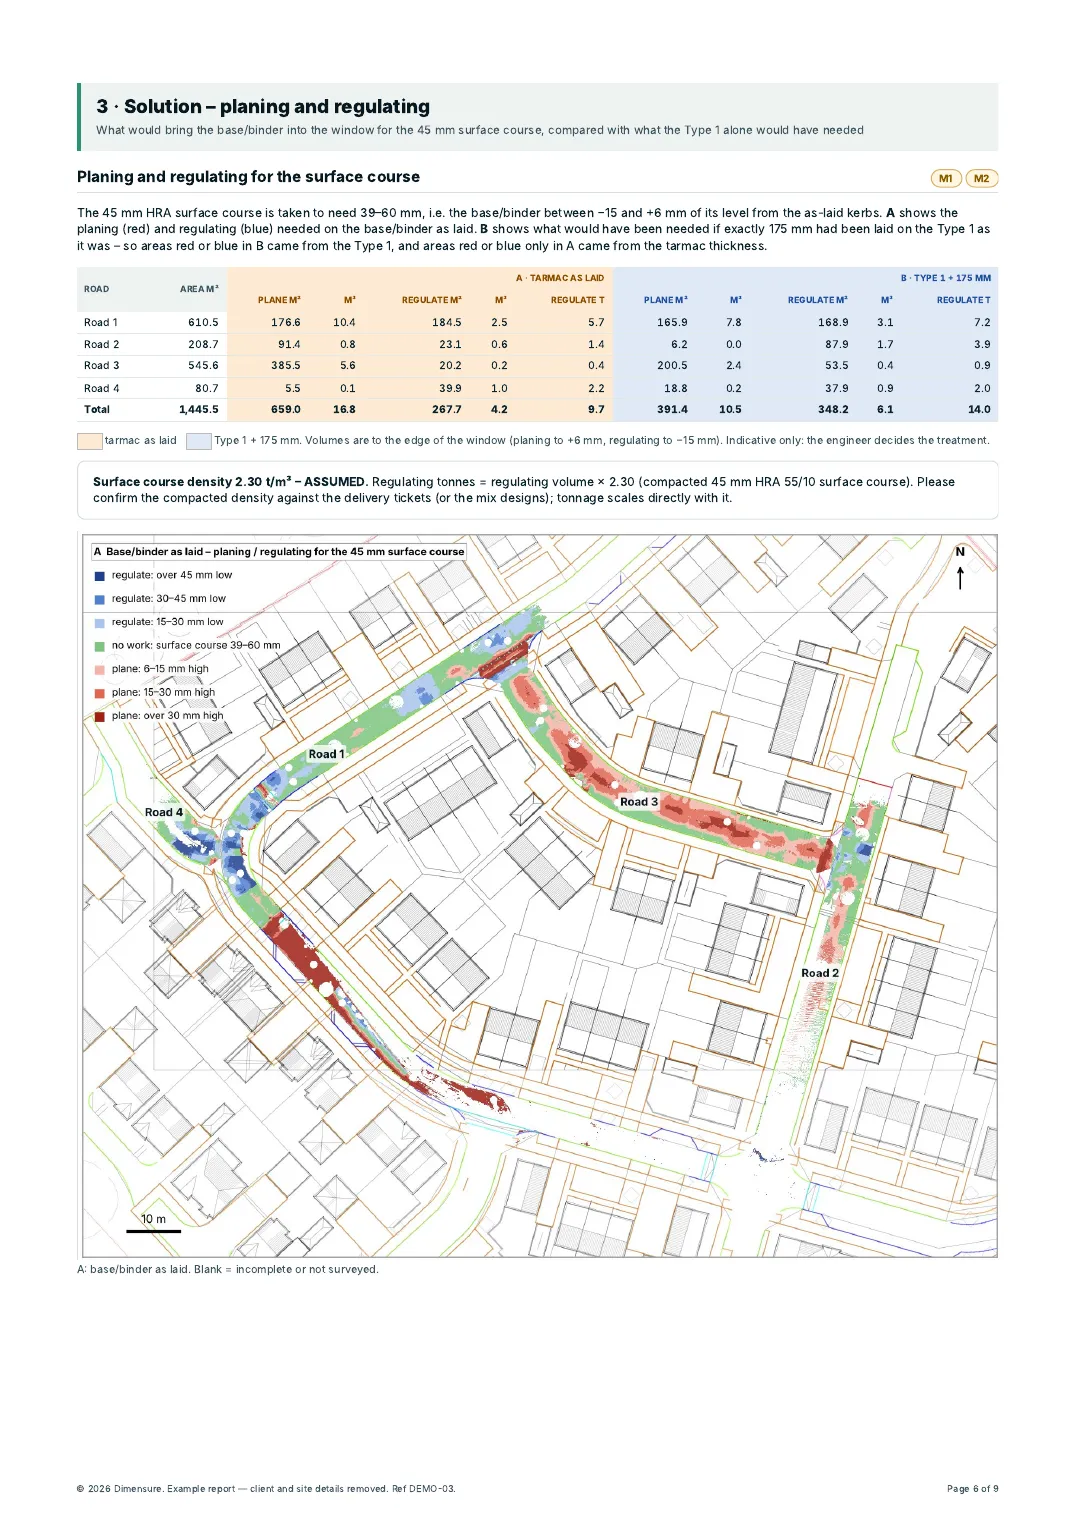 3 · Solution – planing and regulating
What would bring the base/binder into the window for the 45 mm surface course, compared with what the Type 1 alone would have needed
Planing and regulating for the surface course
M1 M2
The 45 mm HRA surface course is taken to need 39–60 mm, i.e. the base/binder between −15 and +6 mm of its level from the as-laid kerbs. A shows the
planing (red) and regulating (blue) needed on the base/binder as laid. B shows what would have been needed if exactly 175 mm had been laid on the Type 1 as
it was – so areas red or blue in B came from the Type 1, and areas red or blue only in A came from the tarmac thickness.
A · TARMAC AS LAID B · TYPE 1 + 175 MM
ROAD AREA M² PLANE M² M³ REGULATE M² M³ REGULATE T PLANE M² M³ REGULATE M² M³ REGULATE T
Road 1 610.5 176.6 10.4 184.5 2.5 5.7 165.9 7.8 168.9 3.1 7.2
Road 2 208.7 91.4 0.8 23.1 0.6 1.4 6.2 0.0 87.9 1.7 3.9
Road 3 545.6 385.5 5.6 20.2 0.2 0.4 200.5 2.4 53.5 0.4 0.9
Road 4 80.7 5.5 0.1 39.9 1.0 2.2 18.8 0.2 37.9 0.9 2.0
Total 1,445.5 659.0 16.8 267.7 4.2 9.7 391.4 10.5 348.2 6.1 14.0
tarmac as laid Type 1 + 175 mm. Volumes are to the edge of the window (planing to +6 mm, regulating to −15 mm). Indicative only: the engineer decides the treatment.
Surface course density 2.30 t/m³ – ASSUMED. Regulating tonnes = regulating volume × 2.30 (compacted 45 mm HRA 55/10 surface course). Please
confirm the compacted density against the delivery tickets (or the mix designs); tonnage scales directly with it.
A Base/binder as laid – planing / regulating for the 45 mm surface course
N
regulate: over 45 mm low
regulate: 30–45 mm low
regulate: 15–30 mm low
no work: surface course 39–60 mm
plane: 6–15 mm high
plane: 15–30 mm high
plane: over 30 mm high
Road 1
Road 3
Road 4
Road 2
10 m
A: base/binder as laid. Blank = incomplete or not surveyed.
© 2026 Dimensure. Example report — client and site details removed. Ref DEMO-03.
Page 6 of 9